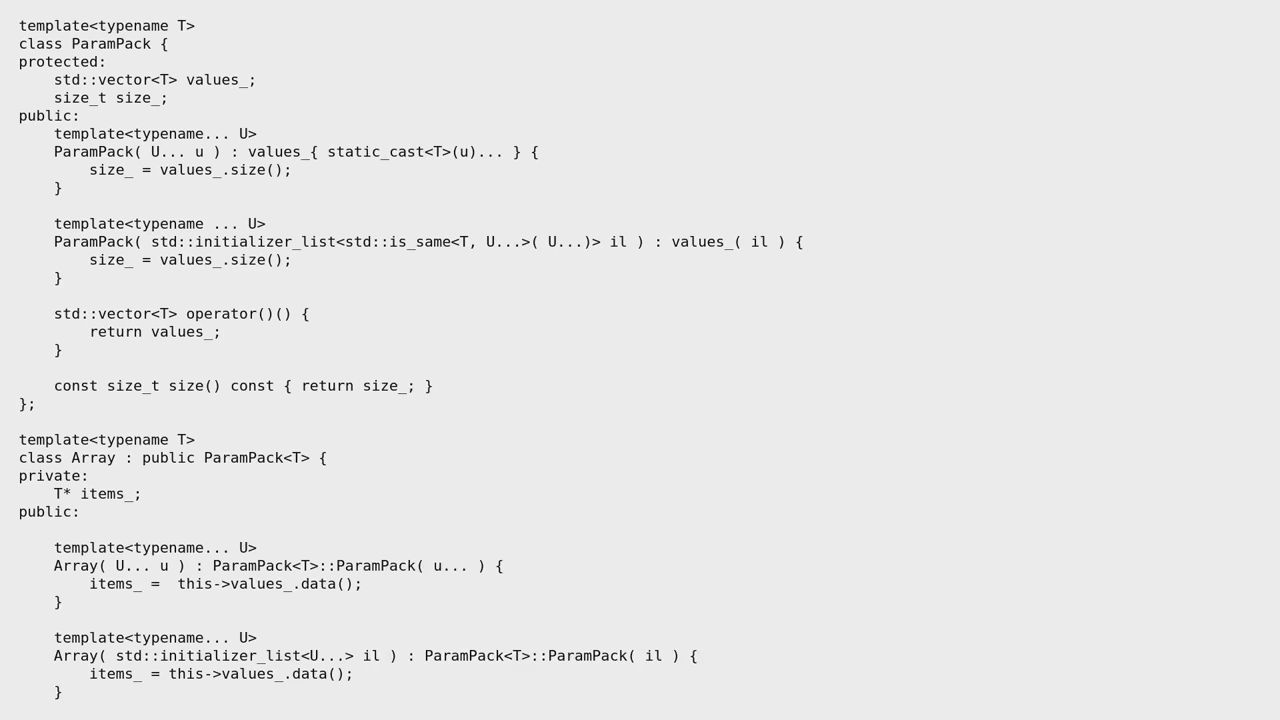 template<typename T>
class ParamPack {
protected:
    std::vector<T> values_;
    size_t size_;
public:
    template<typename... U>
    ParamPack( U... u ) : values_{ static_cast<T>(u)... } {
        size_ = values_.size();
    }

    template<typename ... U>
    ParamPack( std::initializer_list<std::is_same<T, U...>( U...)> il ) : values_( il ) {
        size_ = values_.size();
    }

    std::vector<T> operator()() {
        return values_;
    }

    const size_t size() const { return size_; }
};

template<typename T>
class Array : public ParamPack<T> {
private:
    T* items_;
public:

    template<typename... U>
    Array( U... u ) : ParamPack<T>::ParamPack( u... ) {
        items_ =  this->values_.data();
    }

    template<typename... U>
    Array( std::initializer_list<U...> il ) : ParamPack<T>::ParamPack( il ) {
        items_ = this->values_.data();
    }